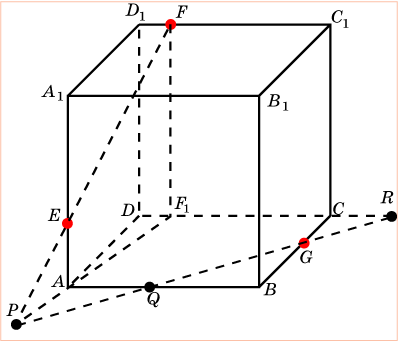 D₁ F C₁
A₁ B₁
E D F₁ C R
G
A Q B
P